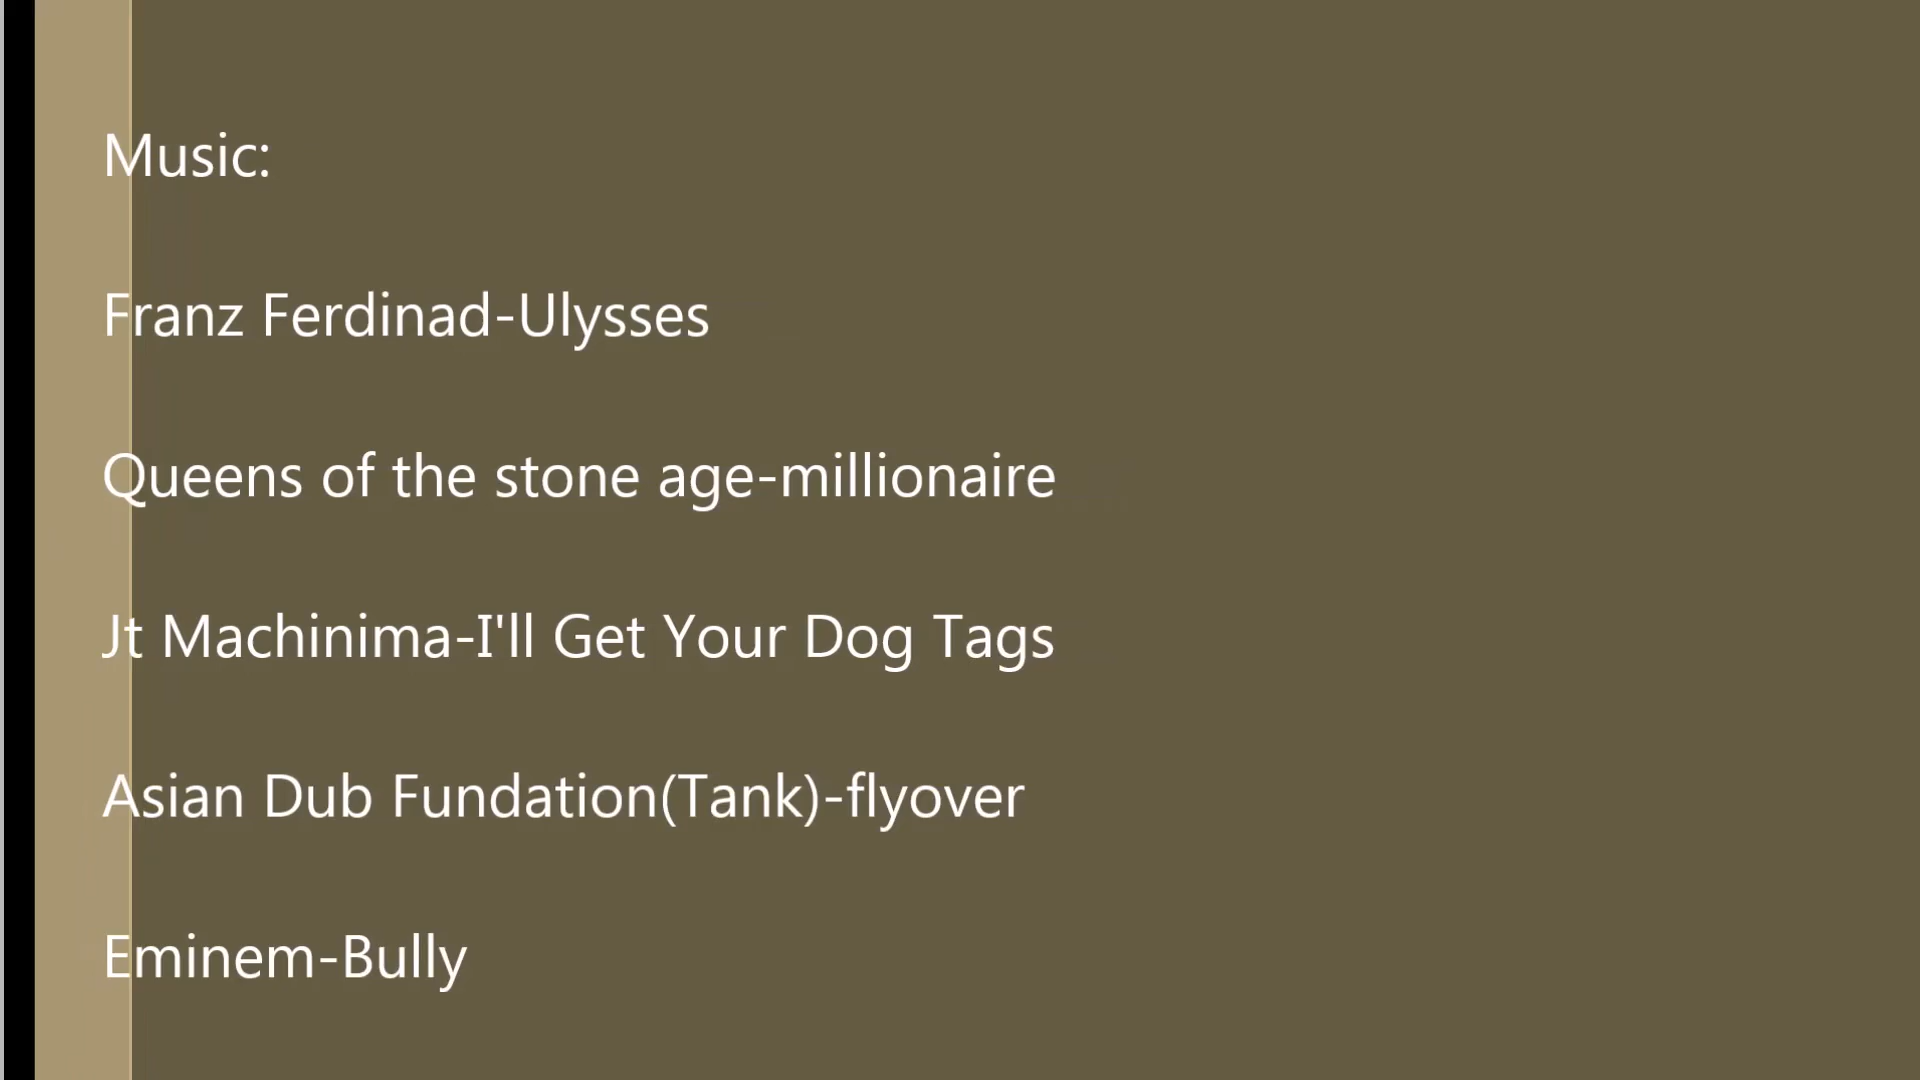 Music:
Franz Ferdinad-Ulysses
Queens of the stone age-millionaire
Jt Machinima-I'll Get Your Dog Tags
Asian Dub Fundation(Tank)-flyover
Eminem-Bully